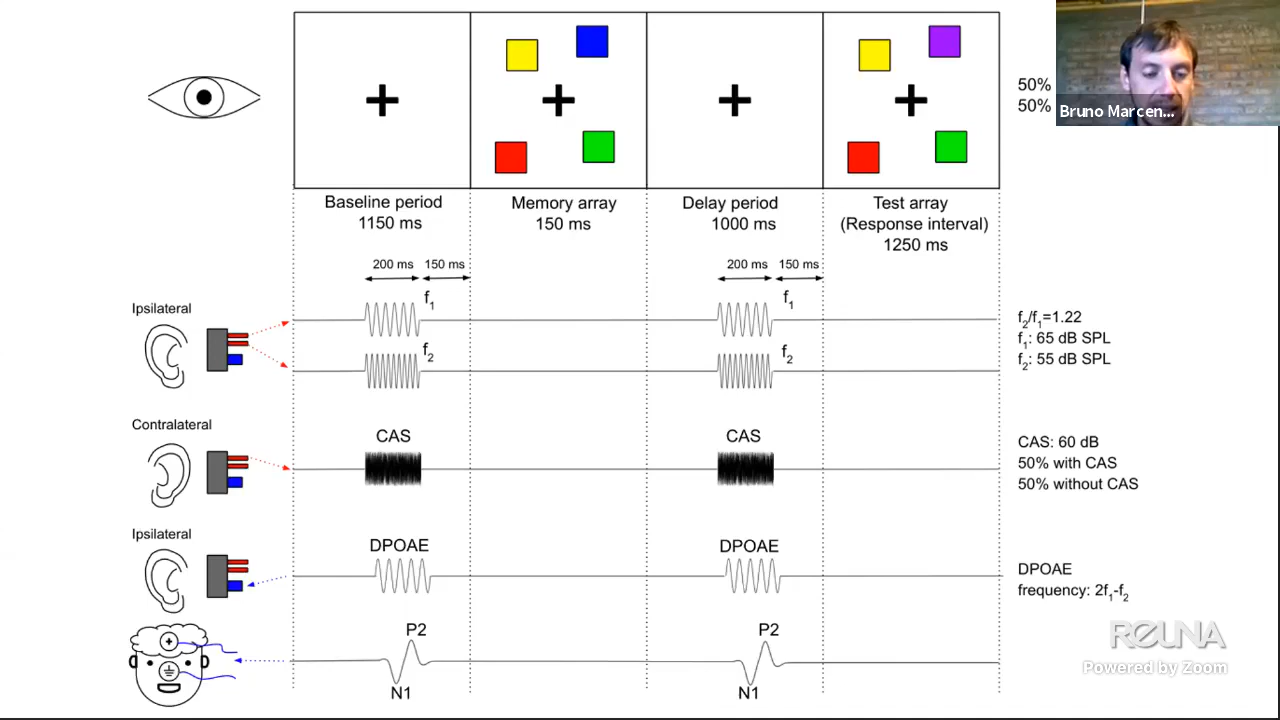 50%
50%
Bruno Marcen...
Baseline period
1150 ms
Memory array
150 ms
Delay period
1000 ms
Test array
(Response interval)
1250 ms
200 ms
150 ms
200 ms
150 ms
Ipsilateral
f1
f1
f2/f1=1.22
f1: 65 dB SPL
f2: 55 dB SPL
f2
f2
Contralateral
CAS
CAS
CAS: 60 dB
50% with CAS
50% without CAS
Ipsilateral
DPOAE
DPOAE
DPOAE
frequency: 2f1-f2
P2
P2
N1
N1
REUNA
Powered by Zoom